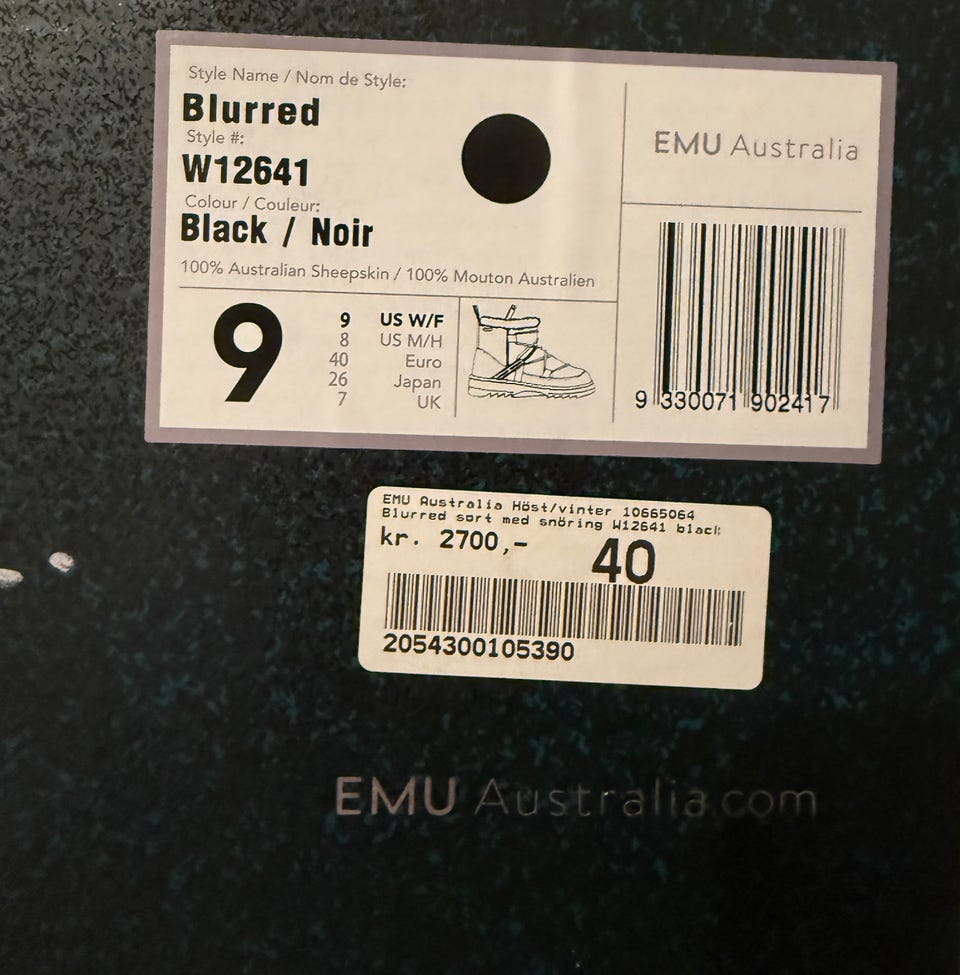 Style Name / Nom de Style:
Blurred
Style #:
W12641
Colour / Couleur:
Black / Noir
100% Australian Sheepskin / 100% Mouton Australien
9
9 US W/F
8 US M/H
40 Euro
26 Japan
7 UK
EMU Australia
9 330071 902417
EMU Australia Höst/vinter 10665064
Blurred sort med snöring W12641 black
kr. 2700,- 40
2054300105390
EMU Australia.com